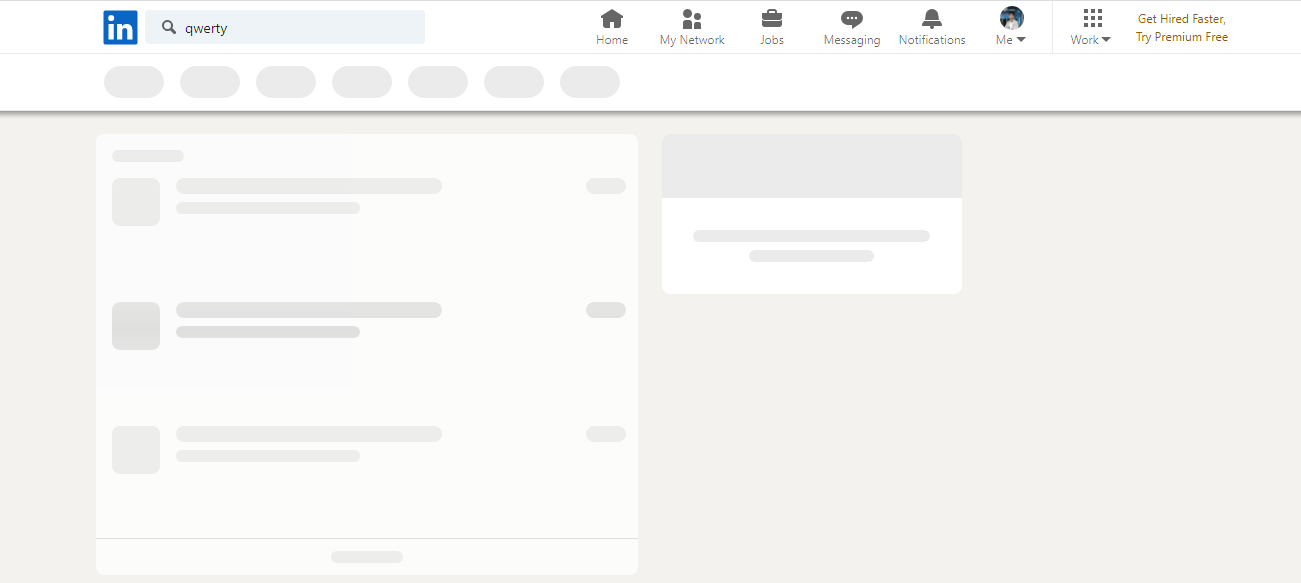 in
qwerty
Home
My Network
Jobs
Messaging
Notifications
Me
Work
Get Hired Faster,
Try Premium Free